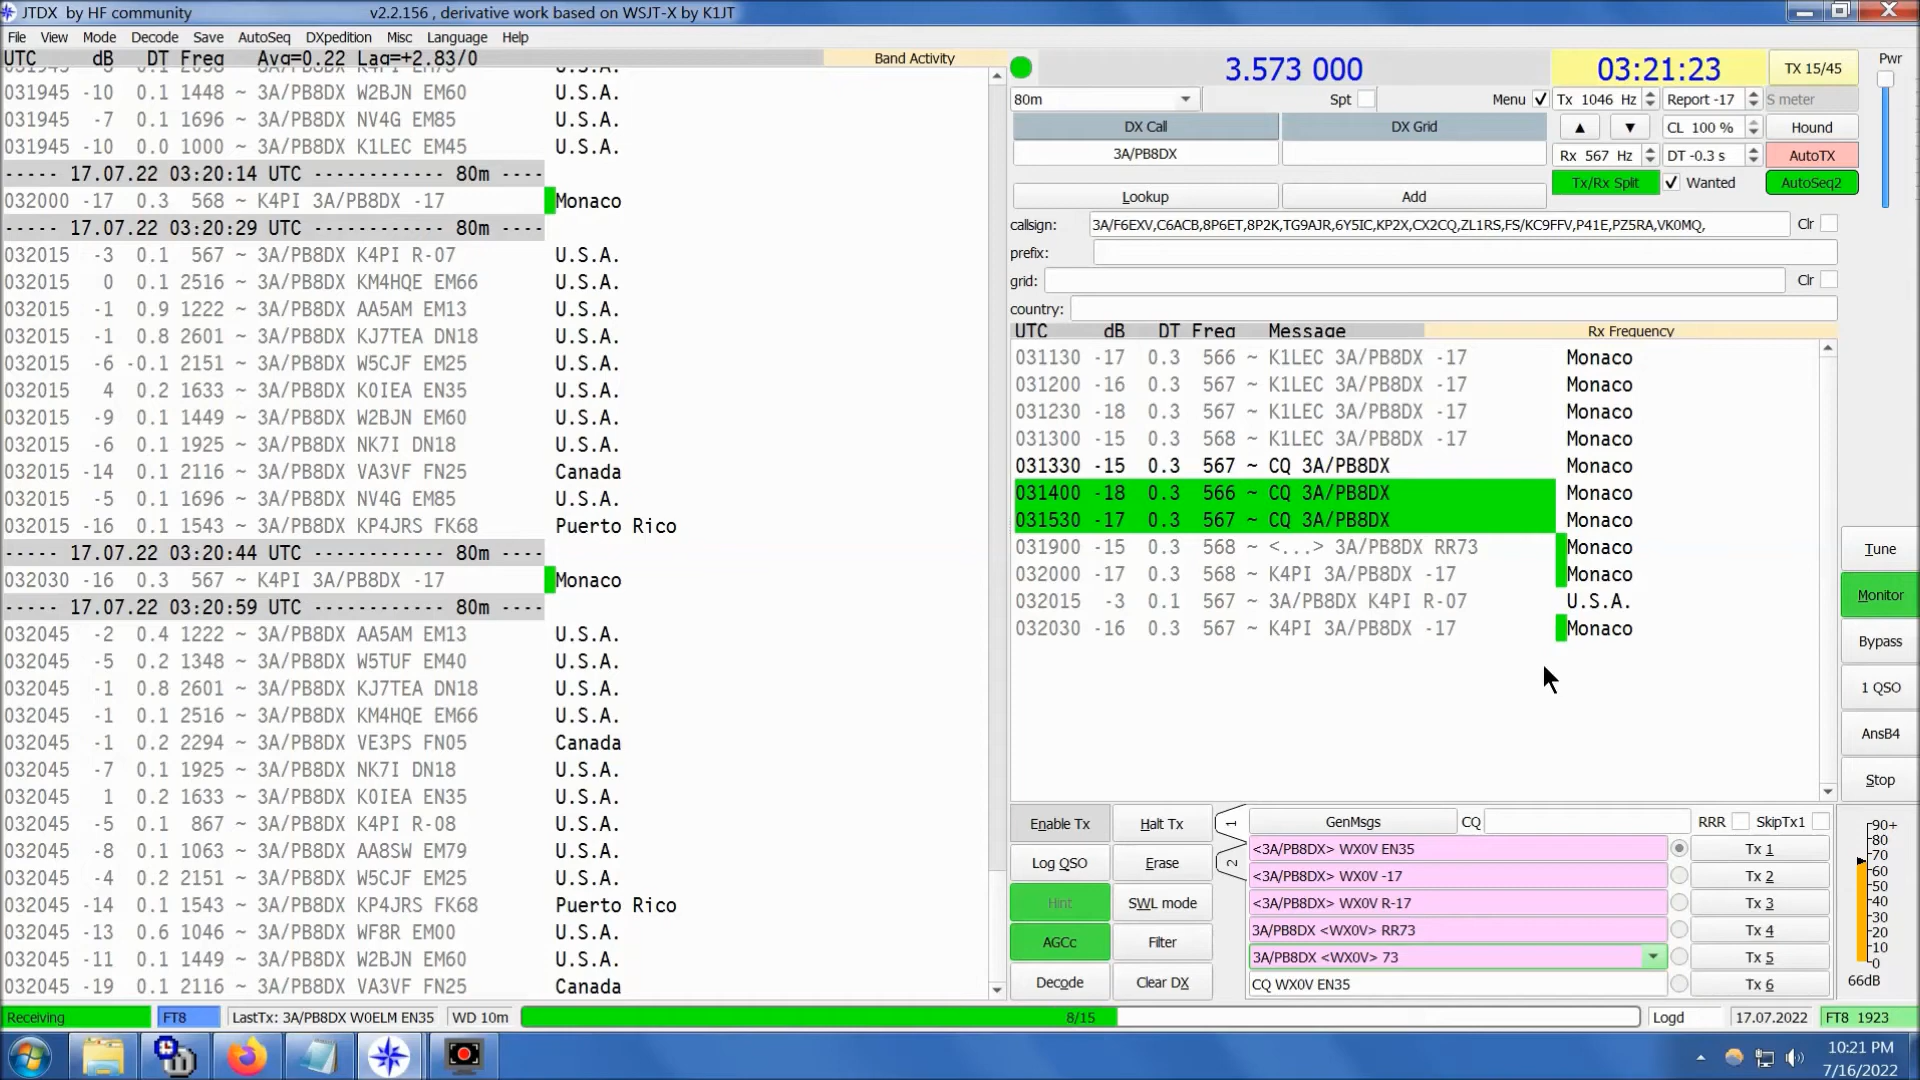 JTDX by HF community v2.2.156 , derivative work based on WSJT-X by K1JT
File View Mode Decode Save AutoSeq DXpedition Misc Language Help
UTC dB DT Freq Avg=0.22 Lag=+2.83/0 Band Activity
031945 -10 0.1 1448 ~ 3A/PB8DX W2BJN EM60 U.S.A.
031945 -7 0.1 1696 ~ 3A/PB8DX NV4G EM85 U.S.A.
031945 -10 0.0 1000 ~ 3A/PB8DX K1LEC EM45 U.S.A.
----- 17.07.22 03:20:14 UTC ------------ 80m ----
032000 -17 0.3 568 ~ K4PI 3A/PB8DX -17 Monaco
----- 17.07.22 03:20:29 UTC ------------ 80m ----
032015 -3 0.1 567 ~ 3A/PB8DX K4PI R-07 U.S.A.
032015 0 0.1 2516 ~ 3A/PB8DX KM4HQE EM66 U.S.A.
032015 -1 0.9 1222 ~ 3A/PB8DX AA5AM EM13 U.S.A.
032015 -1 0.8 2601 ~ 3A/PB8DX KJ7TEA DN18 U.S.A.
032015 -6 -0.1 2151 ~ 3A/PB8DX W5CJF EM25 U.S.A.
032015 4 0.2 1633 ~ 3A/PB8DX K0IEA EN35 U.S.A.
032015 -9 0.1 1449 ~ 3A/PB8DX W2BJN EM60 U.S.A.
032015 -6 0.1 1925 ~ 3A/PB8DX NK7I DN18 U.S.A.
032015 -14 0.1 2116 ~ 3A/PB8DX VA3VF FN25 Canada
032015 -5 0.1 1696 ~ 3A/PB8DX NV4G EM85 U.S.A.
032015 -16 0.1 1543 ~ 3A/PB8DX KP4JRS FK68 Puerto Rico
----- 17.07.22 03:20:44 UTC ------------ 80m ----
032030 -16 0.3 567 ~ K4PI 3A/PB8DX -17 Monaco
----- 17.07.22 03:20:59 UTC ------------ 80m ----
032045 -2 0.4 1222 ~ 3A/PB8DX AA5AM EM13 U.S.A.
032045 -5 0.2 1348 ~ 3A/PB8DX W5TUF EM40 U.S.A.
032045 -1 0.8 2601 ~ 3A/PB8DX KJ7TEA DN18 U.S.A.
032045 -1 0.1 2516 ~ 3A/PB8DX KM4HQE EM66 U.S.A.
032045 -1 0.2 2294 ~ 3A/PB8DX VE3PS FN05 Canada
032045 -7 0.1 1925 ~ 3A/PB8DX NK7I DN18 U.S.A.
032045 1 0.2 1633 ~ 3A/PB8DX K0IEA EN35 U.S.A.
032045 -5 0.1 867 ~ 3A/PB8DX K4PI R-08 U.S.A.
032045 -8 0.1 1063 ~ 3A/PB8DX AA8SW EM79 U.S.A.
032045 -4 0.2 2151 ~ 3A/PB8DX W5CJF EM25 U.S.A.
032045 -14 0.1 1543 ~ 3A/PB8DX KP4JRS FK68 Puerto Rico
032045 -13 0.6 1046 ~ 3A/PB8DX WF8R EM00 U.S.A.
032045 -11 0.1 1449 ~ 3A/PB8DX W2BJN EM60 U.S.A.
032045 -19 0.1 2116 ~ 3A/PB8DX VA3VF FN25 Canada
3.573 000 03:21:23 TX 15/45 Pwr
80m Spt Menu Tx 1046 Hz Report -17 S meter
DX Call DX Grid CL 100 % Hound
3A/PB8DX Rx 567 Hz DT -0.3 s AutoTX
Tx/Rx Split Wanted AutoSeq2
Lookup Add
callsign: 3A/F6EXV,C6ACB,8P6ET,8P2K,TG9AJR,6Y5IC,KP2X,CX2CQ,ZL1RS,FS/KC9FFV,P41E,PZ5RA,VK0MQ, Clr
prefix:
grid: Clr
country:
UTC dB DT Freq Message Rx Frequency
031130 -17 0.3 566 ~ K1LEC 3A/PB8DX -17 Monaco
031200 -16 0.3 567 ~ K1LEC 3A/PB8DX -17 Monaco
031230 -18 0.3 567 ~ K1LEC 3A/PB8DX -17 Monaco
031300 -15 0.3 568 ~ K1LEC 3A/PB8DX -17 Monaco
031330 -15 0.3 567 ~ CQ 3A/PB8DX Monaco
031400 -18 0.3 566 ~ CQ 3A/PB8DX Monaco
031530 -17 0.3 567 ~ CQ 3A/PB8DX Monaco
031900 -15 0.3 568 ~ <...> 3A/PB8DX RR73 Monaco
032000 -17 0.3 568 ~ K4PI 3A/PB8DX -17 Monaco
032015 -3 0.1 567 ~ 3A/PB8DX K4PI R-07 U.S.A.
032030 -16 0.3 567 ~ K4PI 3A/PB8DX -17 Monaco
Tune
Monitor
Bypass
1 QSO
AnsB4
Stop
Enable Tx Halt Tx 1 GenMsgs CQ RRR SkipTx1
<3A/PB8DX> WX0V EN35 Tx 1
Log QSO Erase 2 <3A/PB8DX> WX0V -17 Tx 2
Hint SWL mode <3A/PB8DX> WX0V R-17 Tx 3
3A/PB8DX <WX0V> RR73 Tx 4
AGCc Filter 3A/PB8DX <WX0V> 73 Tx 5
Decode Clear DX CQ WX0V EN35 Tx 6
90+
80
70
60
50
40
30
20
10
0
66dB
Receiving FT8 LastTx: 3A/PB8DX W0ELM EN35 WD 10m 8/15 Logd 17.07.2022 FT8 1923
10:21 PM
7/16/2022